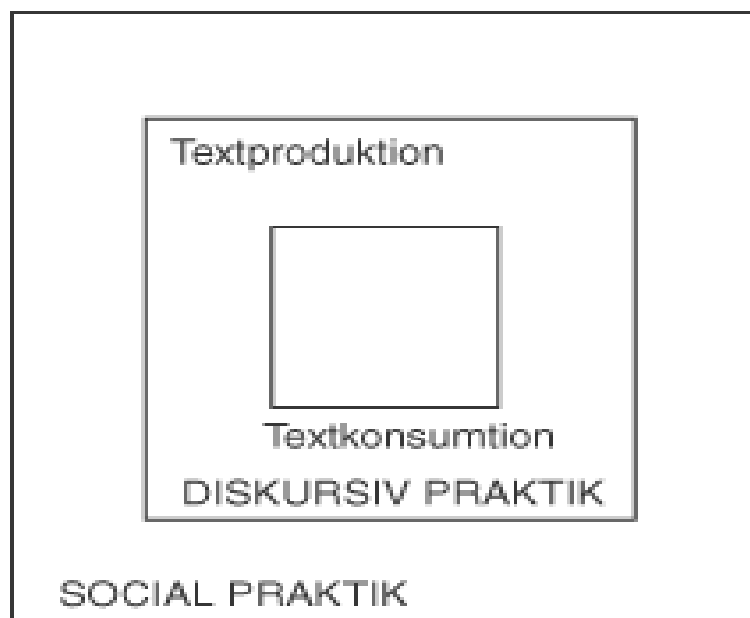 Textproduktion
Textkonsumtion
DISKURSIV PRAKTIK
SOCIAL PRAKTIK